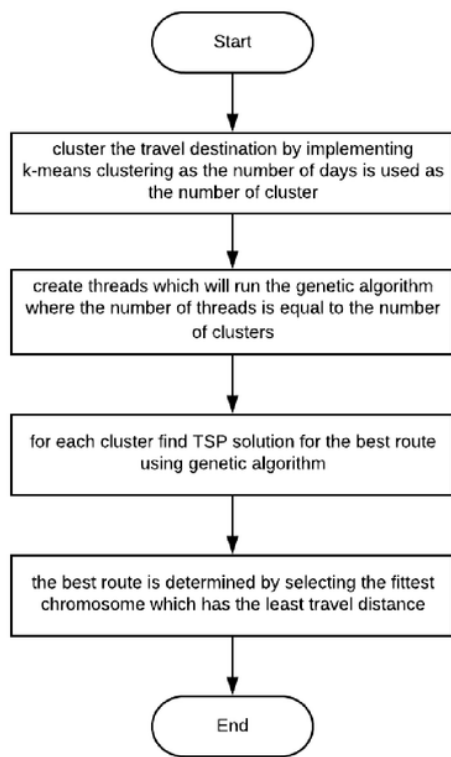 Start
cluster the travel destination by implementing
k-means clustering as the number of days is used as
the number of cluster
create threads which will run the genetic algorithm
where the number of threads is equal to the number
of clusters
for each cluster find TSP solution for the best route
using genetic algorithm
the best route is determined by selecting the fittest
chromosome which has the least travel distance
End